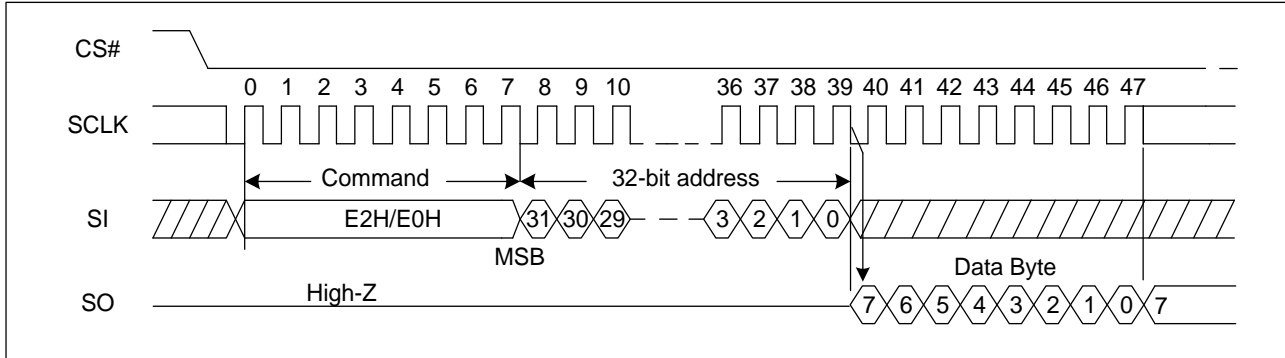 CS#
0 1 2 3 4 5 6 7 8 9 10 36 37 38 39 40 41 42 43 44 45 46 47
SCLK
Command 32-bit address
SI E2H/E0H 31 30 29 3 2 1 0
MSB Data Byte
High-Z
SO 7 6 5 4 3 2 1 0 7